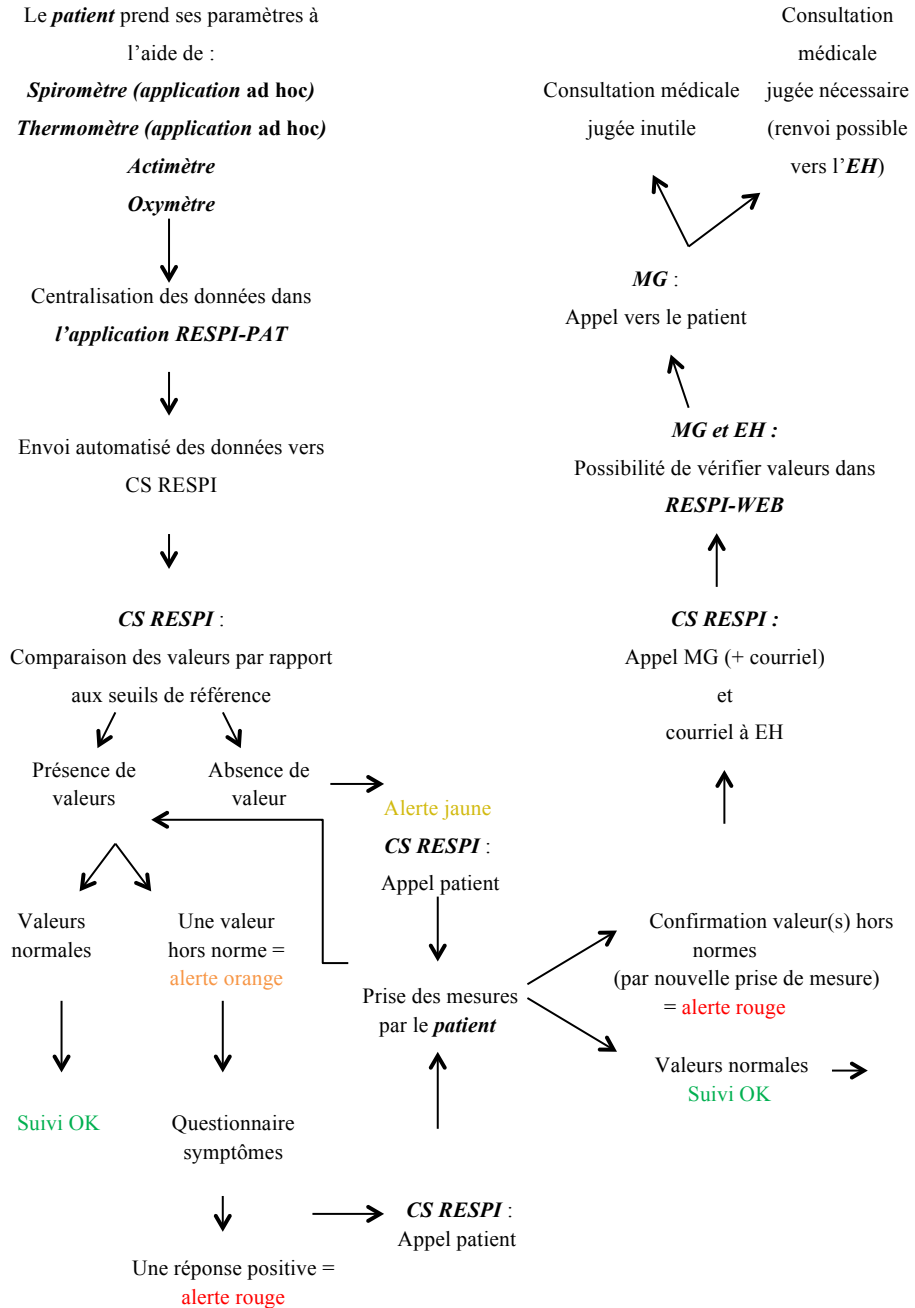 Le patient prend ses paramètres à
l'aide de :
Spiromètre (application ad hoc)
Thermomètre (application ad hoc)
Actimètre
Oxymètre
Centralisation des données dans
l'application RESPI-PAT
Envoi automatisé des données vers
CS RESPI
CS RESPI :
Comparaison des valeurs par rapport
aux seuils de référence
Présence de
valeurs
Absence de
valeur
Alerte jaune
CS RESPI :
Appel patient
Valeurs
normales
Une valeur
hors norme =
alerte orange
Suivi OK
Questionnaire
symptômes
Une réponse positive =
alerte rouge
CS RESPI :
Appel patient
Prise des mesures
par le patient
Confirmation valeur(s) hors
normes
(par nouvelle prise de mesure)
= alerte rouge
Valeurs normales
Suivi OK
CS RESPI :
Appel MG (+ courriel)
et
courriel à EH
MG et EH :
Possibilité de vérifier valeurs dans
RESPI-WEB
MG :
Appel vers le patient
Consultation médicale
jugée inutile
Consultation
médicale
jugée nécessaire
(renvoi possible
vers l'EH)